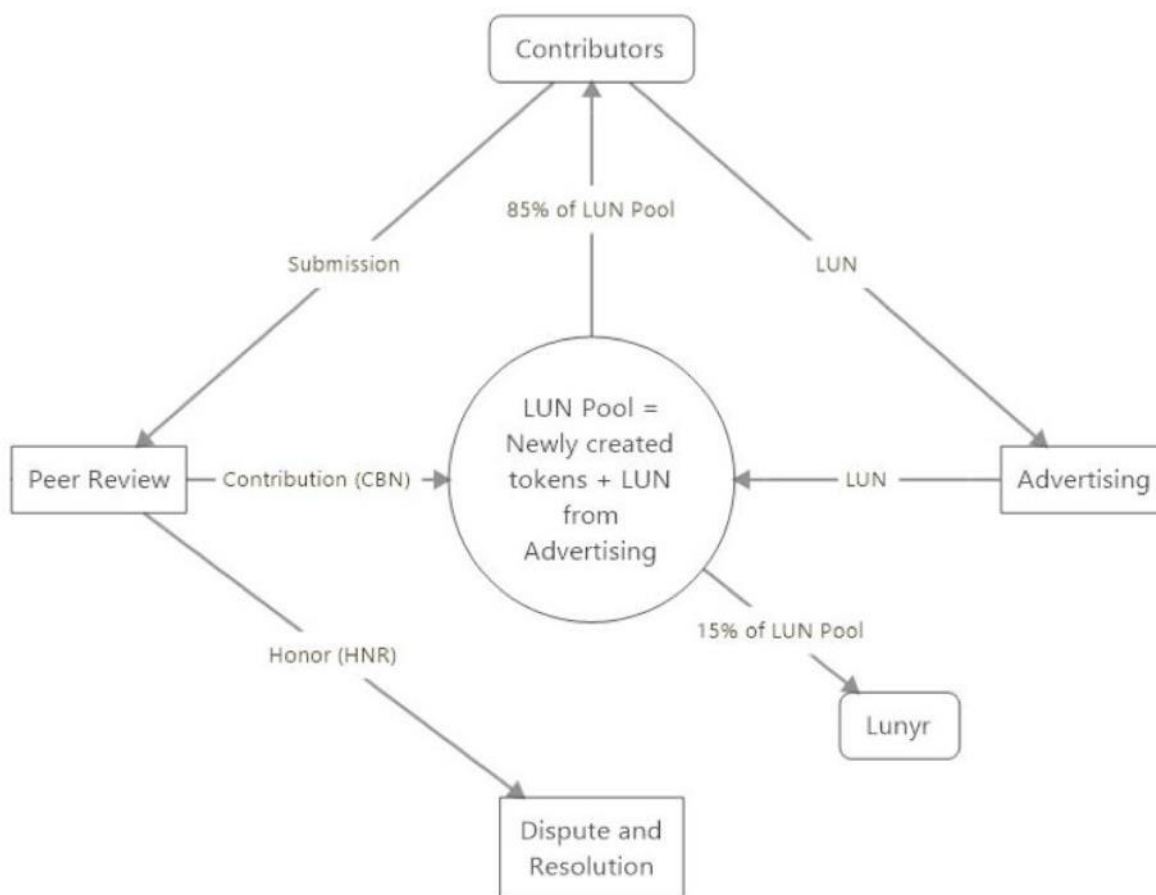 Contributors
85% of LUN Pool
Submission
LUN
LUN Pool =
Newly created
tokens + LUN
from
Advertising
Peer Review
Contribution (CBN)
LUN
Advertising
15% of LUN Pool
Honor (HNR)
Lunyr
Dispute and
Resolution